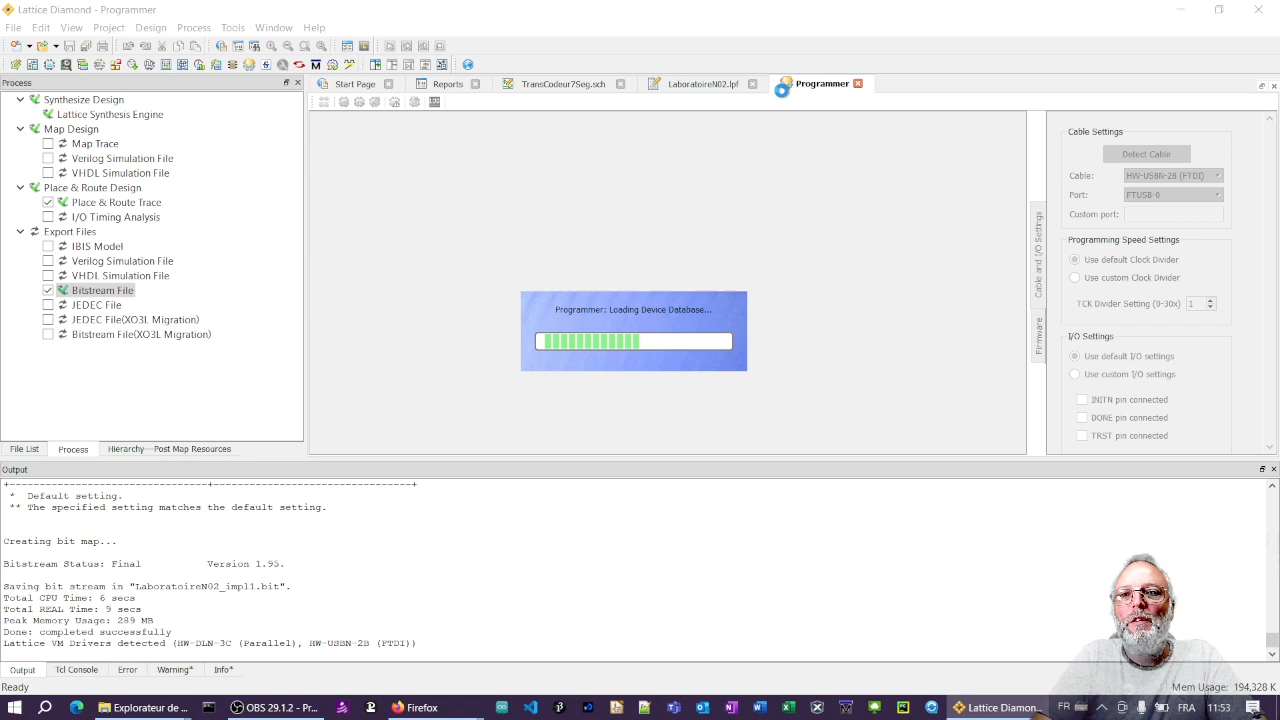 Lattice Diamond - Programmer
File Edit View Project Design Process Tools Window Help
Process
Start Page
Reports
TransCodeur7Seg.sch
LaboratoireN02.lpf
Programmer
Synthesize Design
Lattice Synthesis Engine
Map Design
Map Trace
Verilog Simulation File
VHDL Simulation File
Place & Route Design
Place & Route Trace
I/O Timing Analysis
Export Files
IBIS Model
Verilog Simulation File
VHDL Simulation File
Bitstream File
JEDEC File
JEDEC File(XO3L Migration)
Bitstream File(XO3L Migration)
File List Process Hierarchy Post Map Resources
Programmer: Loading Device Database...
Cable and I/O Settings
Firmware
Cable Settings
Detect Cable
Cable: HW-USBN-2B (FTDI)
Port: FTUSB-0
Custom port:
Programming Speed Settings
Use default Clock Divider
Use custom Clock Divider
TCK Divider Setting (0-30x) 1
I/O Settings
Use default I/O settings
Use custom I/O settings
INITN pin connected
DONE pin connected
TRST pin connected
Output
+--------------------------------+-------------------------------+
* Default setting.
** The specified setting matches the default setting.
Creating bit map...
Bitstream Status: Final Version 1.95.
Saving bit stream in "LaboratoireN02_impl1.bit".
Total CPU Time: 6 secs
Total REAL Time: 9 secs
Peak Memory Usage: 289 MB
Done: completed successfully
Lattice VM Drivers detected (HW-DLN-3C (Parallel), HW-USBN-2B (FTDI))
Output Tcl Console Error Warning* Info*
Ready
Mem Usage: 194,328 K
Explorateur de ...
OBS 29.1.2 - Pr...
Firefox
Lattice Diamon...
FR
11:53